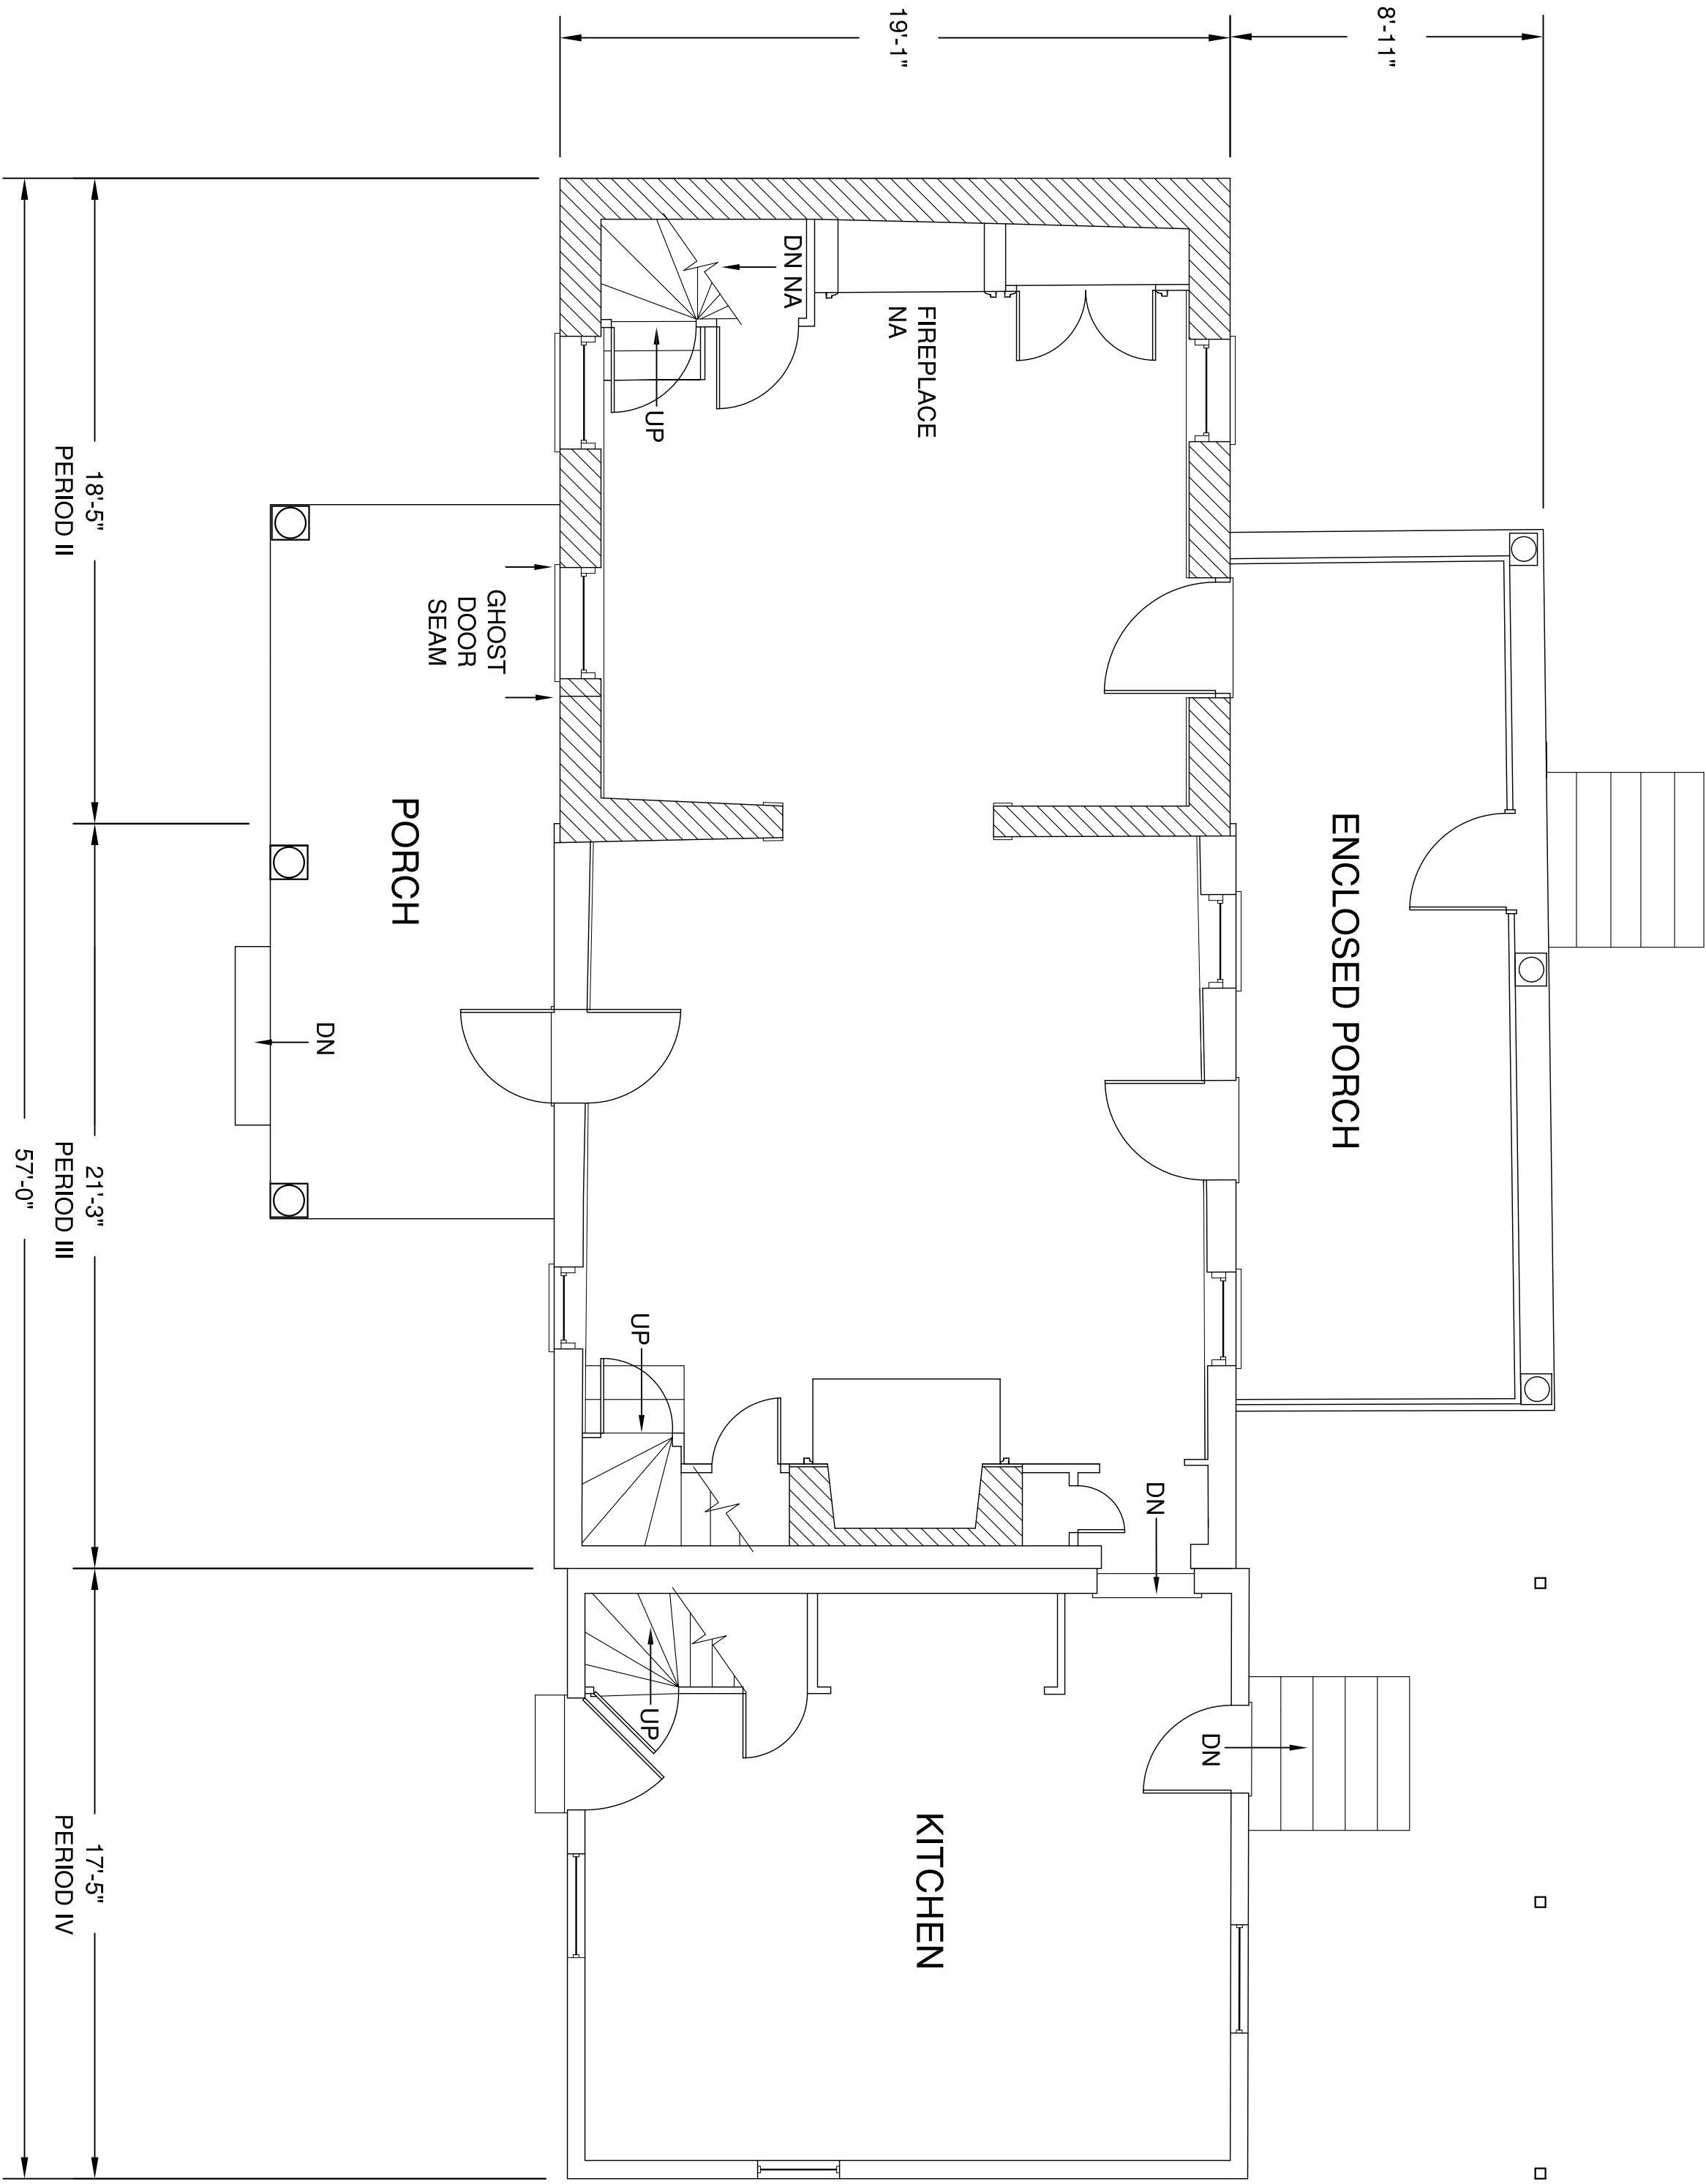 8'-11"
19'-1"
ENCLOSED PORCH
DN NA
FIREPLACE
NA
UP
GHOST
DOOR
SEAM
PORCH
DN
UP
DN
UP
DN
KITCHEN
18'-5"
PERIOD II
21'-3"
PERIOD III
17'-5"
PERIOD IV
57'-0"